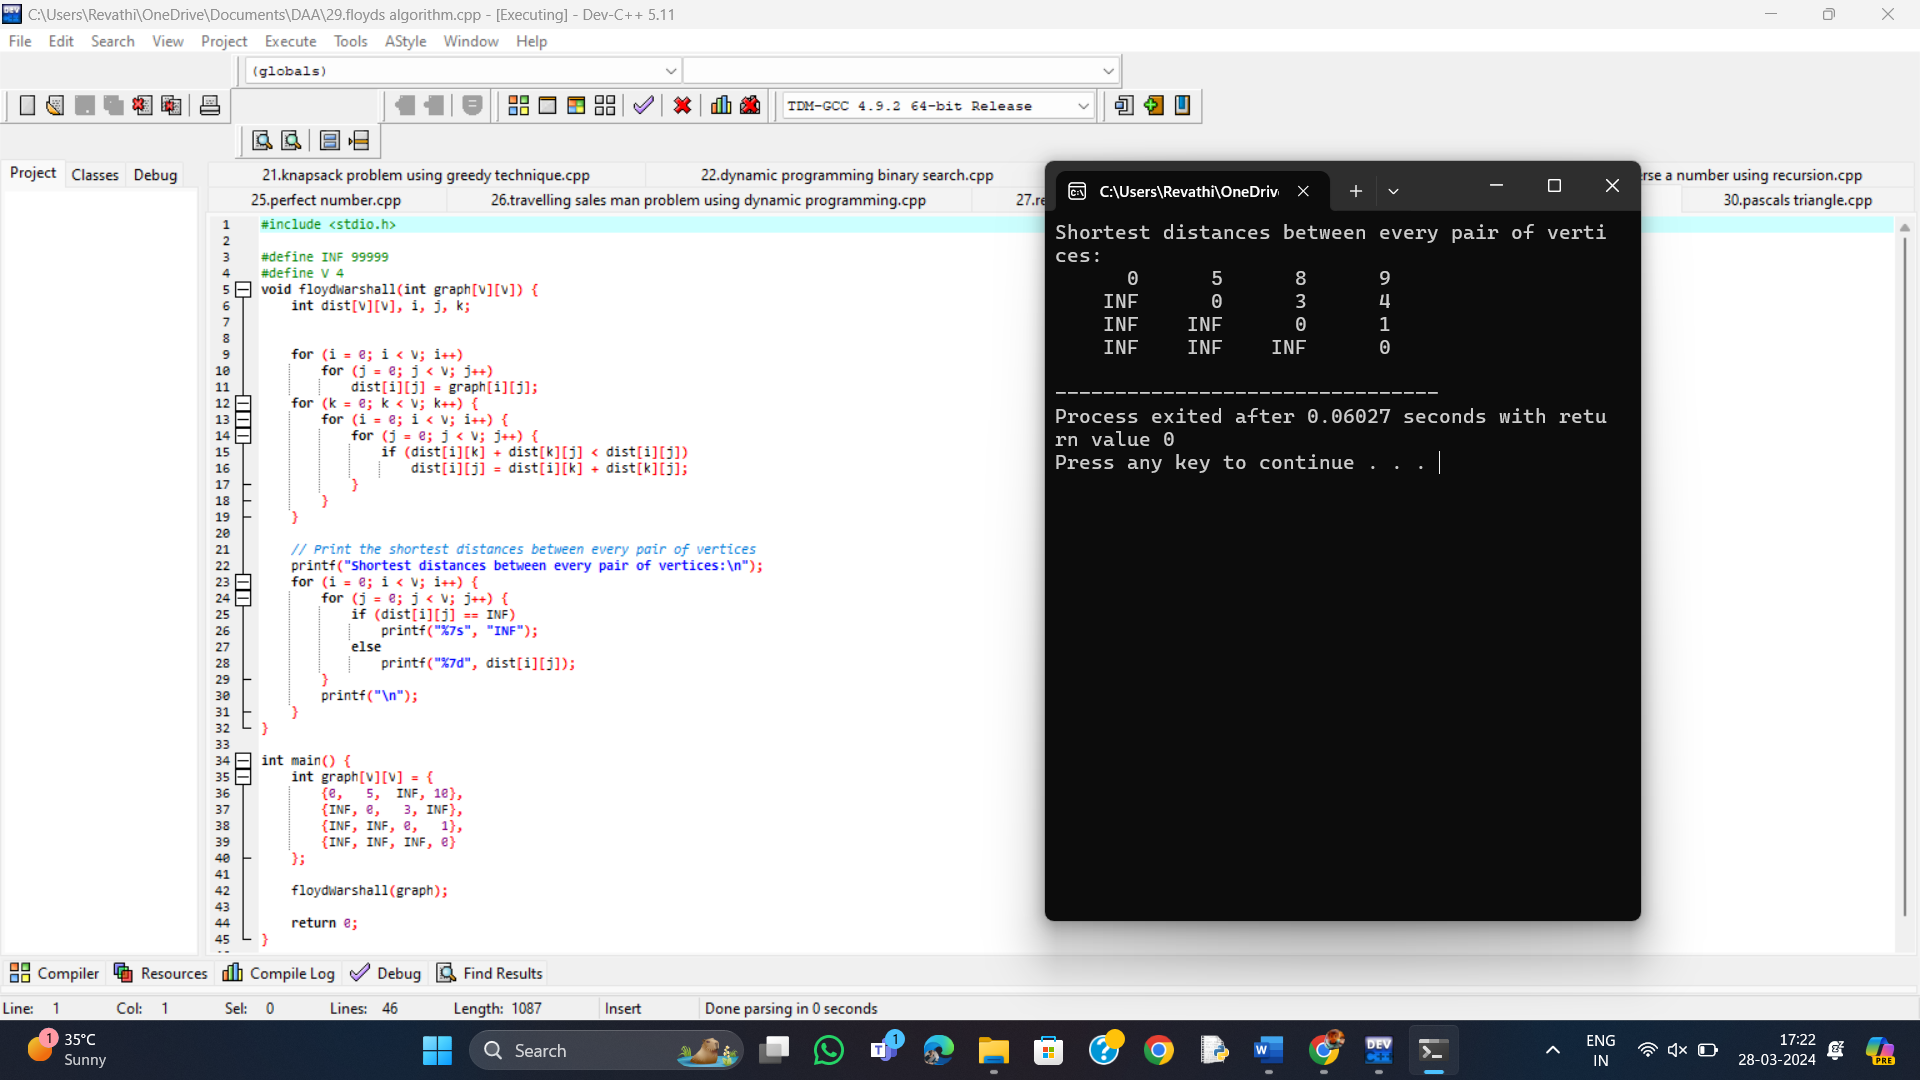 C:\Users\Revathi\OneDrive\Documents\DAA\29.floyds algorithm.cpp - [Executing] - Dev-C++ 5.11
File Edit Search View Project Execute Tools AStyle Window Help
(globals)
TDM-GCC 4.9.2 64-bit Release
Project Classes Debug
21.knapsack problem using greedy technique.cpp 22.dynamic programming binary search.cpp rse a number using recursion.cpp
25.perfect number.cpp 26.travelling sales man problem using dynamic programming.cpp 27.re 30.pascals triangle.cpp
1 #include <stdio.h>
2
3 #define INF 99999
4 #define V 4
5 void floydWarshall(int graph[V][V]) {
6 int dist[V][V], i, j, k;
7
8
9 for (i = 0; i < V; i++)
10 for (j = 0; j < V; j++)
11 dist[i][j] = graph[i][j];
12 for (k = 0; k < V; k++) {
13 for (i = 0; i < V; i++) {
14 for (j = 0; j < V; j++) {
15 if (dist[i][k] + dist[k][j] < dist[i][j])
16 dist[i][j] = dist[i][k] + dist[k][j];
17 }
18 }
19 }
20
21 // Print the shortest distances between every pair of vertices
22 printf("Shortest distances between every pair of vertices:\n");
23 for (i = 0; i < V; i++) {
24 for (j = 0; j < V; j++) {
25 if (dist[i][j] == INF)
26 printf("%7s", "INF");
27 else
28 printf("%7d", dist[i][j]);
29 }
30 printf("\n");
31 }
32 }
33
34 int main() {
35 int graph[V][V] = {
36 {0, 5, INF, 10},
37 {INF, 0, 3, INF},
38 {INF, INF, 0, 1},
39 {INF, INF, INF, 0}
40 };
41
42 floydWarshall(graph);
43
44 return 0;
45 }
C:\Users\Revathi\OneDriv
Shortest distances between every pair of verti
ces:
0 5 8 9
INF 0 3 4
INF INF 0 1
INF INF INF 0
--------------------------------
Process exited after 0.06027 seconds with retu
rn value 0
Press any key to continue . . .
Compiler Resources Compile Log Debug Find Results
Line: 1 Col: 1 Sel: 0 Lines: 46 Length: 1087 Insert Done parsing in 0 seconds
1 35°C
Sunny
Search
1
ENG
IN
17:22
28-03-2024
PRE